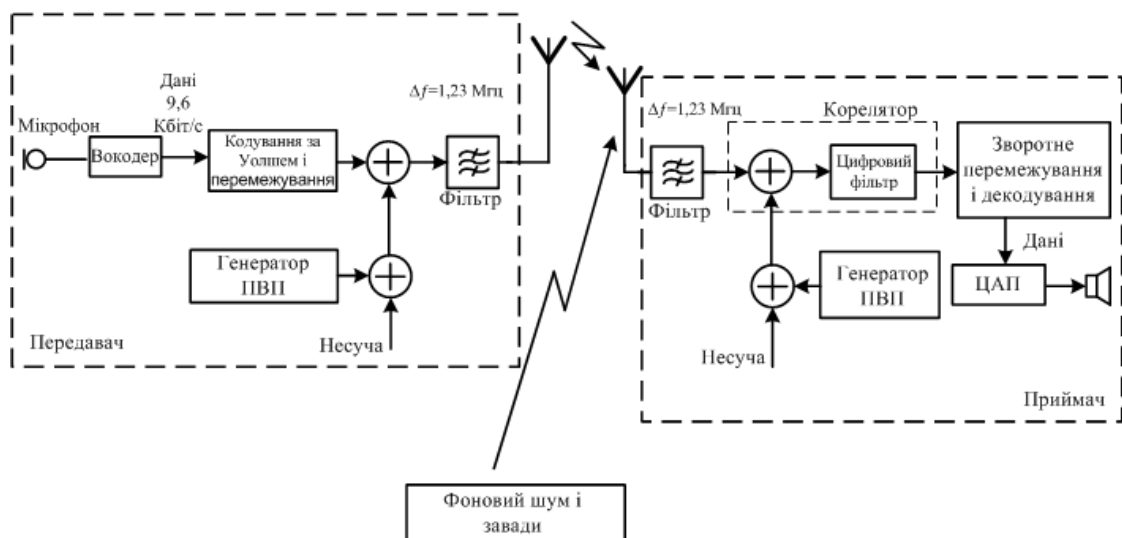 Дані
9,6
Кбіт/с
Мікрофон
Вокодер
Кодування за
Уолшем і
перемежування
Δf=1,23 Мгц
Фільтр
Генератор
ПВП
Несуча
Передавач
Δf=1,23 Мгц
Фільтр
Корелятор
Цифровий
фільтр
Зворотне
перемежування
і декодування
Дані
ЦАП
Генератор
ПВП
Несуча
Приймач
Фоновий шум і
завади